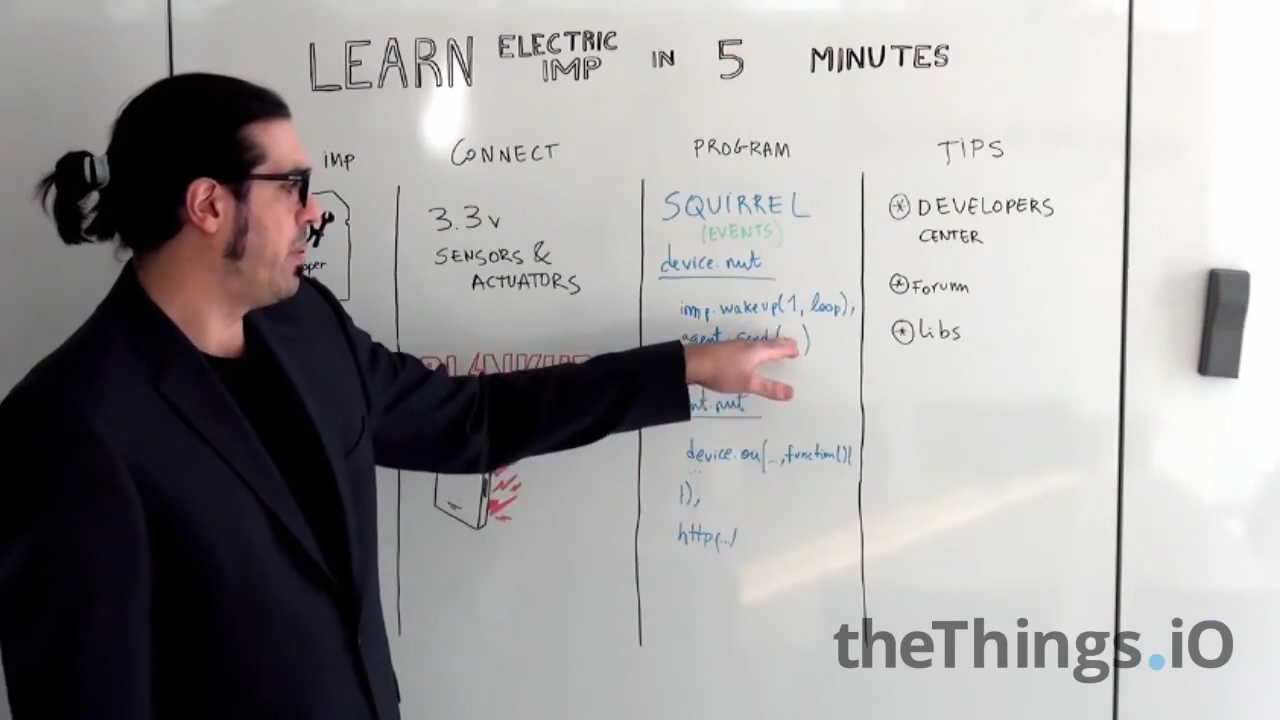 LEARN ELECTRIC IMP IN 5 MINUTES
imp
CONNECT
3.3v
SENSORS &
ACTUATORS
PROGRAM
SQUIRREL
(EVENTS)
device.nut
imp.wakeup(1, loop);
agent.send(
nt.nut
device.on(...,function(){
});
http(...)
TIPS
DEVELOPERS
CENTER
Forum
libs
theThings.iO